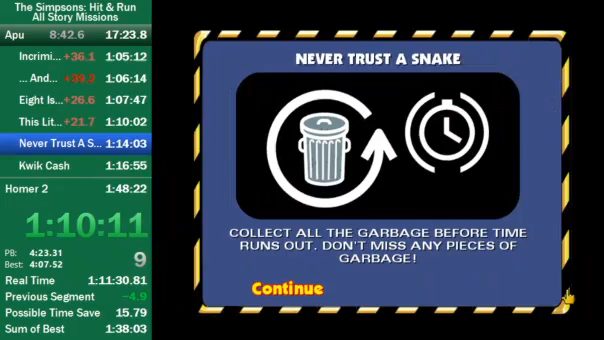 The Simpsons: Hit & Run
All Story Missions
Apu 8:42.6 17:23.8
Incrimi... +36.1 1:05:12
... And... +39.2 1:06:14
Eight Is... +26.6 1:07:47
This Lit... +21.7 1:10:02
Never Trust A S... 1:14:03
Kwik Cash 1:16:55
Homer 2 1:48:22
1:10:11
PB: 4:23.31
Best: 4:07.52
9
Real Time 1:11:30.81
Previous Segment -4.9
Possible Time Save 15.79
Sum of Best 1:38:03
NEVER TRUST A SNAKE
COLLECT ALL THE GARBAGE BEFORE TIME
RUNS OUT. DON'T MISS ANY PIECES OF
GARBAGE!
Continue